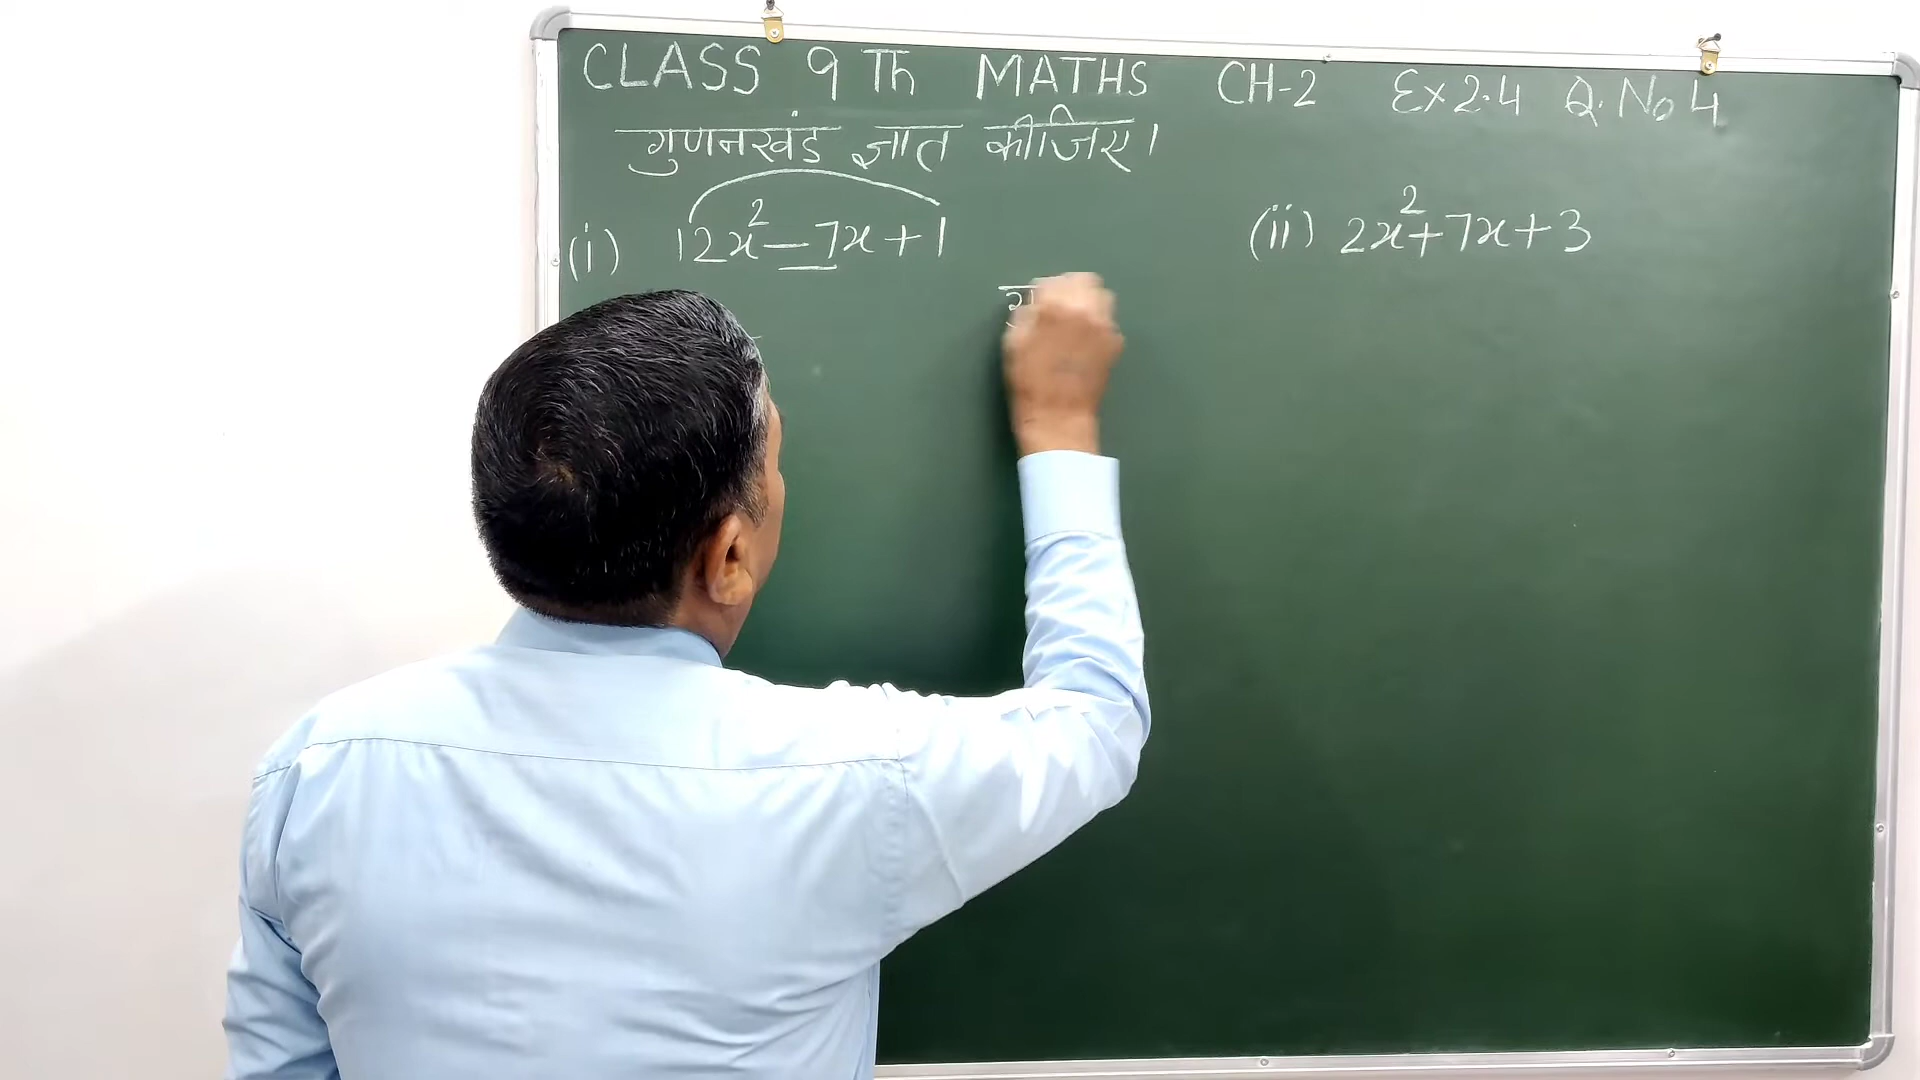 CLASS 9 Th MATHS CH-2 Ex 2.4 Q. No 4
गुणनखंड ज्ञात कीजिए।
(i) 12x²-7x+1 (ii) 2x²+7x+3
गु